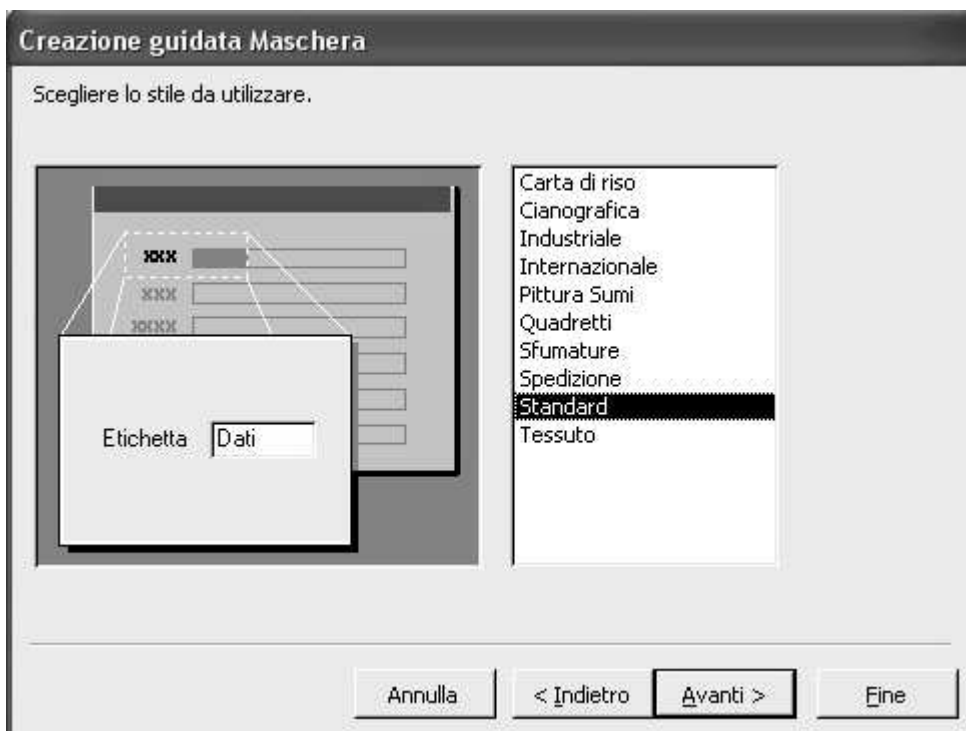 Creazione guidata Maschera
Scegliere lo stile da utilizzare.
xxx
xxx
xxxx
Etichetta Dati
Carta di riso
Cianografica
Industriale
Internazionale
Pittura Sumi
Quadretti
Sfumature
Spedizione
Standard
Tessuto
Annulla < Indietro Avanti > Fine